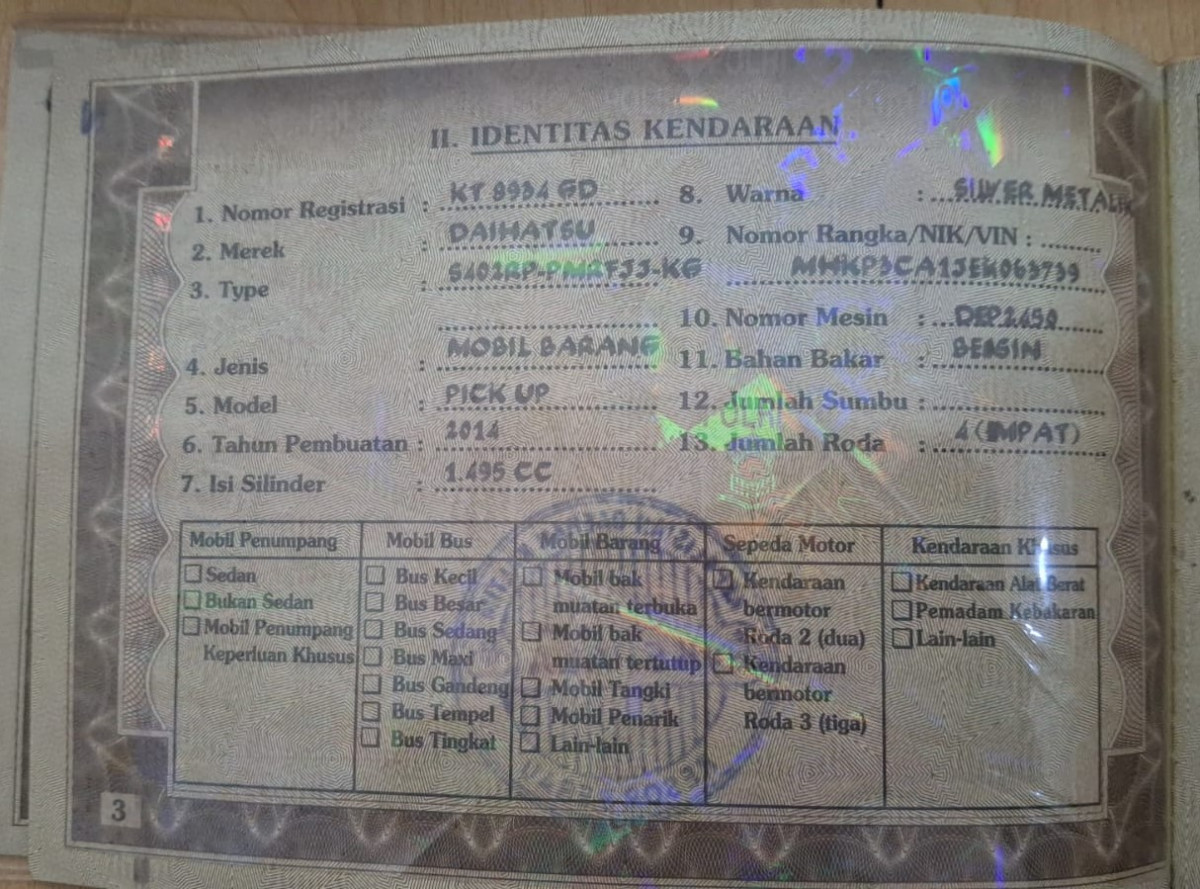 II. IDENTITAS KENDARAAN
1. Nomor Registrasi : KT 8934 GD
2. Merek : DAIHATSU
3. Type : S402RP-PMRFJJ-KG
4. Jenis : MOBIL BARANG
5. Model : PICK UP
6. Tahun Pembuatan : 2014
7. Isi Silinder : 1.495 CC
8. Warna : SILVER METALIK
9. Nomor Rangka/NIK/VIN :
MHKP3CA1JEK063739
10. Nomor Mesin :
11. Bahan Bakar : BENSIN
12. Jumlah Sumbu :
13. Jumlah Roda : 4 (EMPAT)
Mobil Penumpang
Sedan
Bukan Sedan
Mobil Penumpang
Keperluan Khusus
Mobil Bus
Bus Kecil
Bus Besar
Bus Sedang
Bus Maxi
Bus Gandeng
Bus Tempel
Bus Tingkat
Mobil Barang
Mobil bak
muatan terbuka
Mobil bak
muatan tertutup
Mobil Tangki
Mobil Penarik
Lain-lain
Sepeda Motor
Kendaraan
bermotor
Roda 2 (dua)
Kendaraan
bermotor
Roda 3 (tiga)
Kendaraan Khusus
Kendaraan Alat Berat
Pemadam Kebakaran
Lain-lain
3